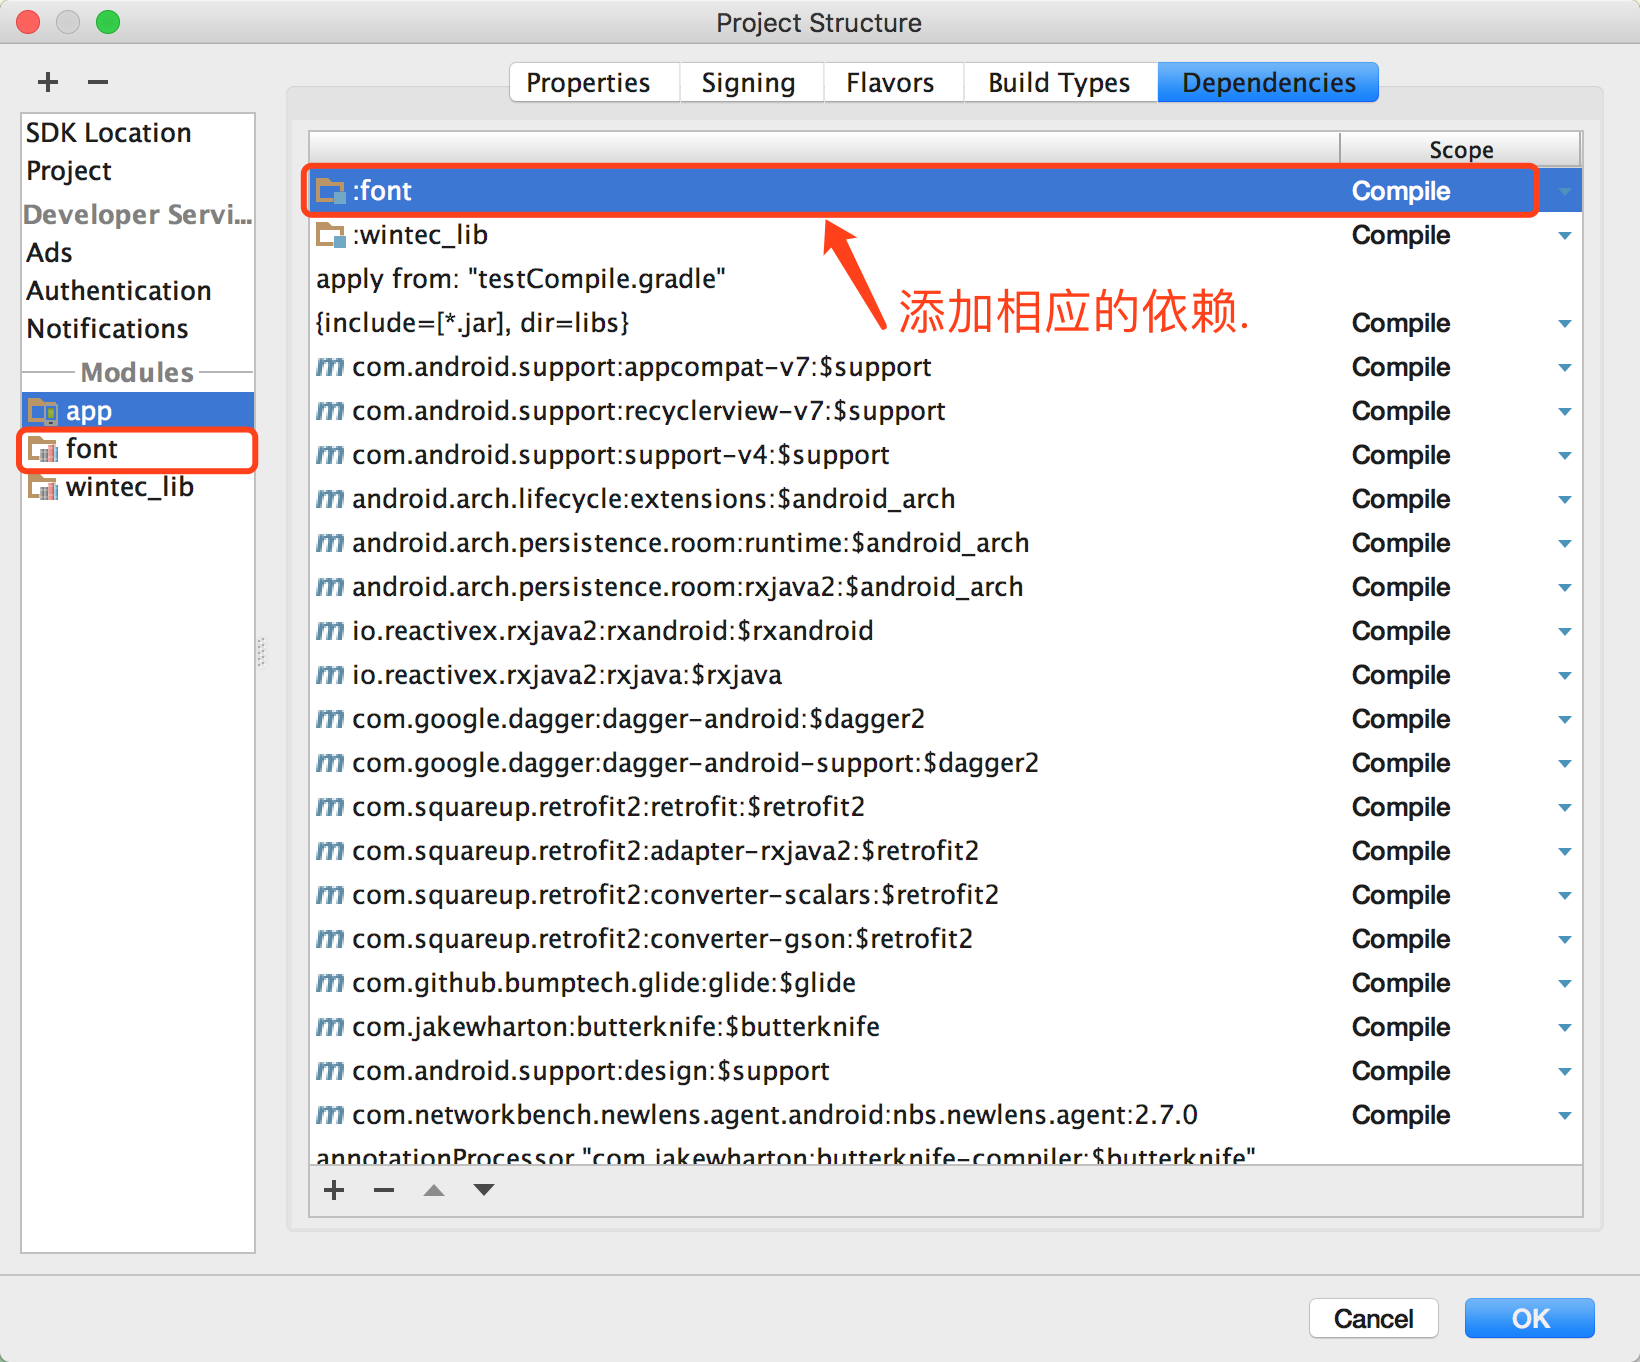 Project Structure
Properties
Signing
Flavors
Build Types
Dependencies
SDK Location
Project
Developer Servi...
Ads
Authentication
Notifications
Modules
app
font
wintec_lib
Scope
:font Compile
:wintec_lib Compile
apply from: "testCompile.gradle"
添加相应的依赖.
{include=[*.jar], dir=libs} Compile
com.android.support:appcompat-v7:$support Compile
com.android.support:recyclerview-v7:$support Compile
com.android.support:support-v4:$support Compile
android.arch.lifecycle:extensions:$android_arch Compile
android.arch.persistence.room:runtime:$android_arch Compile
android.arch.persistence.room:rxjava2:$android_arch Compile
io.reactivex.rxjava2:rxandroid:$rxandroid Compile
io.reactivex.rxjava2:rxjava:$rxjava Compile
com.google.dagger:dagger-android:$dagger2 Compile
com.google.dagger:dagger-android-support:$dagger2 Compile
com.squareup.retrofit2:retrofit:$retrofit2 Compile
com.squareup.retrofit2:adapter-rxjava2:$retrofit2 Compile
com.squareup.retrofit2:converter-scalars:$retrofit2 Compile
com.squareup.retrofit2:converter-gson:$retrofit2 Compile
com.github.bumptech.glide:glide:$glide Compile
com.jakewharton:butterknife:$butterknife Compile
com.android.support:design:$support Compile
com.networkbench.newlens.agent.android:nbs.newlens.agent:2.7.0 Compile
annotationProcessor "com.jakewharton:butterknife-compiler:$butterknife"
Cancel
OK